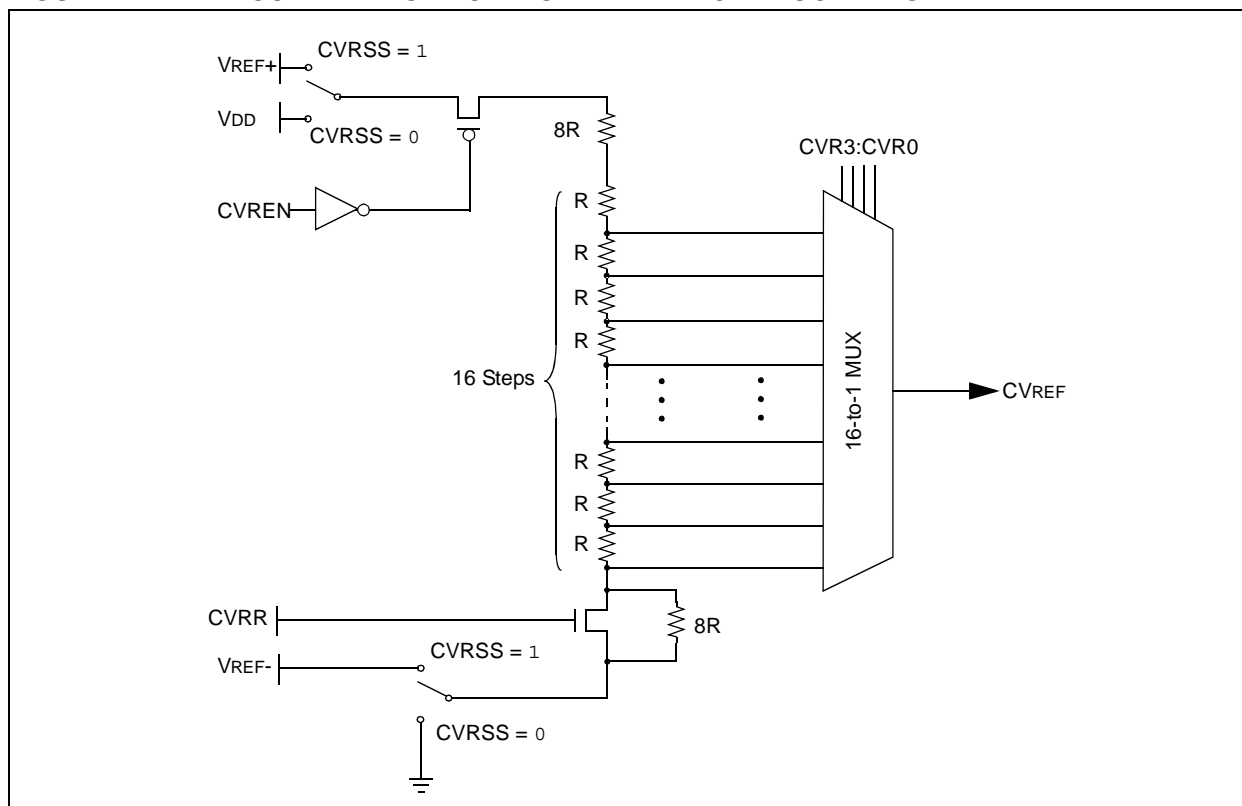 CVRSS = 1
VREF+
VDD
CVRSS = 0
8R
CVR3:CVR0
CVREN
R
R
R
R
16 Steps
16-to-1 MUX
CVREF
R
R
R
CVRR
8R
CVRSS = 1
VREF-
CVRSS = 0